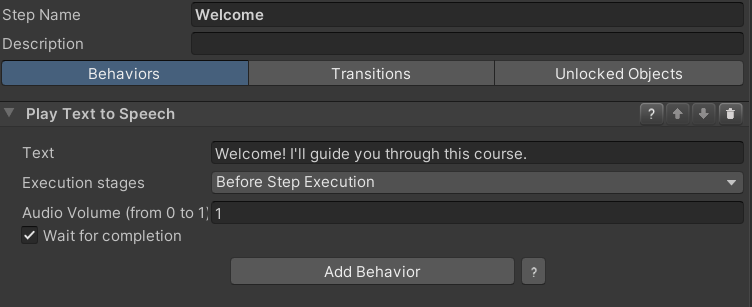 Step Name Welcome
Description
Behaviors Transitions Unlocked Objects
Play Text to Speech ?
Text Welcome! I'll guide you through this course.
Execution stages Before Step Execution
Audio Volume (from 0 to 1) 1
Wait for completion
Add Behavior ?